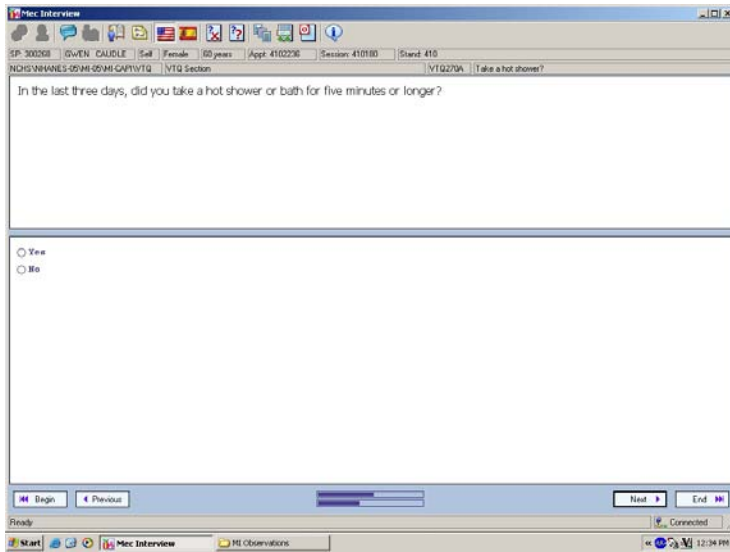 Mec Interview
SP: 300268 GWEN CAUDLE Self Female 60 years Appt: 4102236 Session: 410180 Stand: 410
NCHS\NHANES-05\MI-05\MI-CAPI\VTQ VTQ Section VTQ270A Take a hot shower?
In the last three days, did you take a hot shower or bath for five minutes or longer?
Yes
No
Begin Previous Next End
Ready Connected
Start Mec Interview MI Observations 12:34 PM